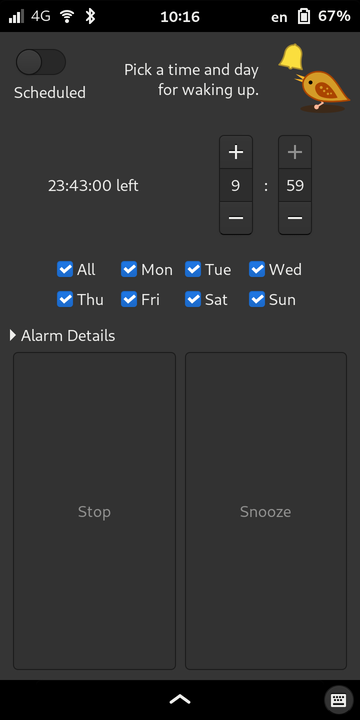 4G 10:16 en 67%
Scheduled
Pick a time and day
for waking up.
23:43:00 left
+ +
9 : 59
− −
All Mon Tue Wed
Thu Fri Sat Sun
Alarm Details
Stop Snooze